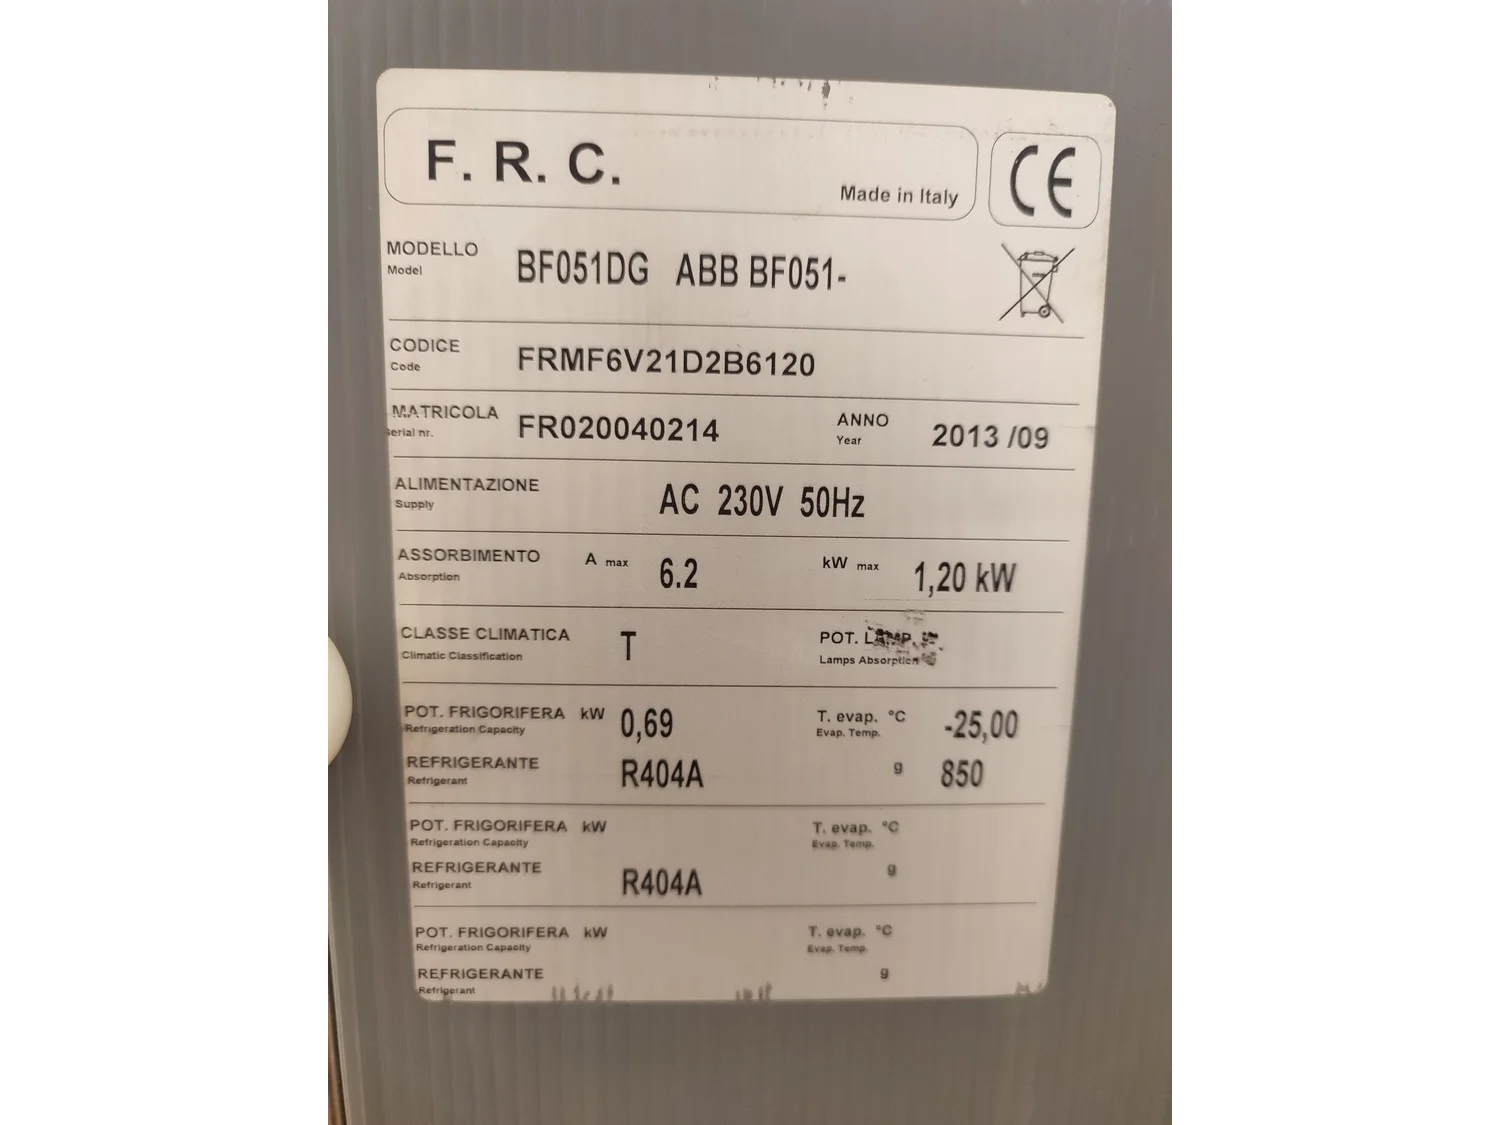 F. R. C.
Made in Italy
CE
MODELLO
Model
BF051DG ABB BF051-
CODICE
Code
FRMF6V21D2B6120
MATRICOLA
Serial nr.
FR020040214
ANNO
Year
2013 /09
ALIMENTAZIONE
Supply
AC 230V 50Hz
ASSORBIMENTO
Absorption
A max
6.2
kW max
1,20 kW
CLASSE CLIMATICA
Climatic Classification
T
POT. LAMP.
Lamps Absorption
POT. FRIGORIFERA kW
Refrigeration Capacity
0,69
T. evap. °C
Evap. Temp.
-25,00
REFRIGERANTE
Refrigerant
R404A
g
850
POT. FRIGORIFERA kW
Refrigeration Capacity
T. evap. °C
Evap. Temp.
REFRIGERANTE
Refrigerant
R404A
g
POT. FRIGORIFERA kW
Refrigeration Capacity
T. evap. °C
Evap. Temp.
REFRIGERANTE
Refrigerant
g